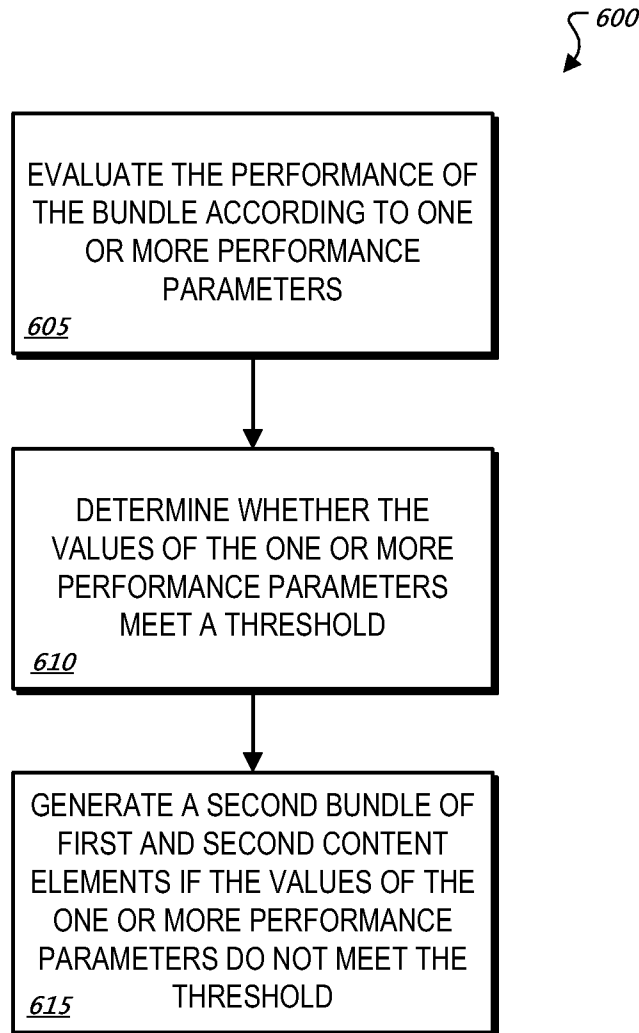 600
EVALUATE THE PERFORMANCE OF
THE BUNDLE ACCORDING TO ONE
OR MORE PERFORMANCE
PARAMETERS
605
DETERMINE WHETHER THE
VALUES OF THE ONE OR MORE
PERFORMANCE PARAMETERS
MEET A THRESHOLD
610
GENERATE A SECOND BUNDLE OF
FIRST AND SECOND CONTENT
ELEMENTS IF THE VALUES OF THE
ONE OR MORE PERFORMANCE
PARAMETERS DO NOT MEET THE
THRESHOLD
615